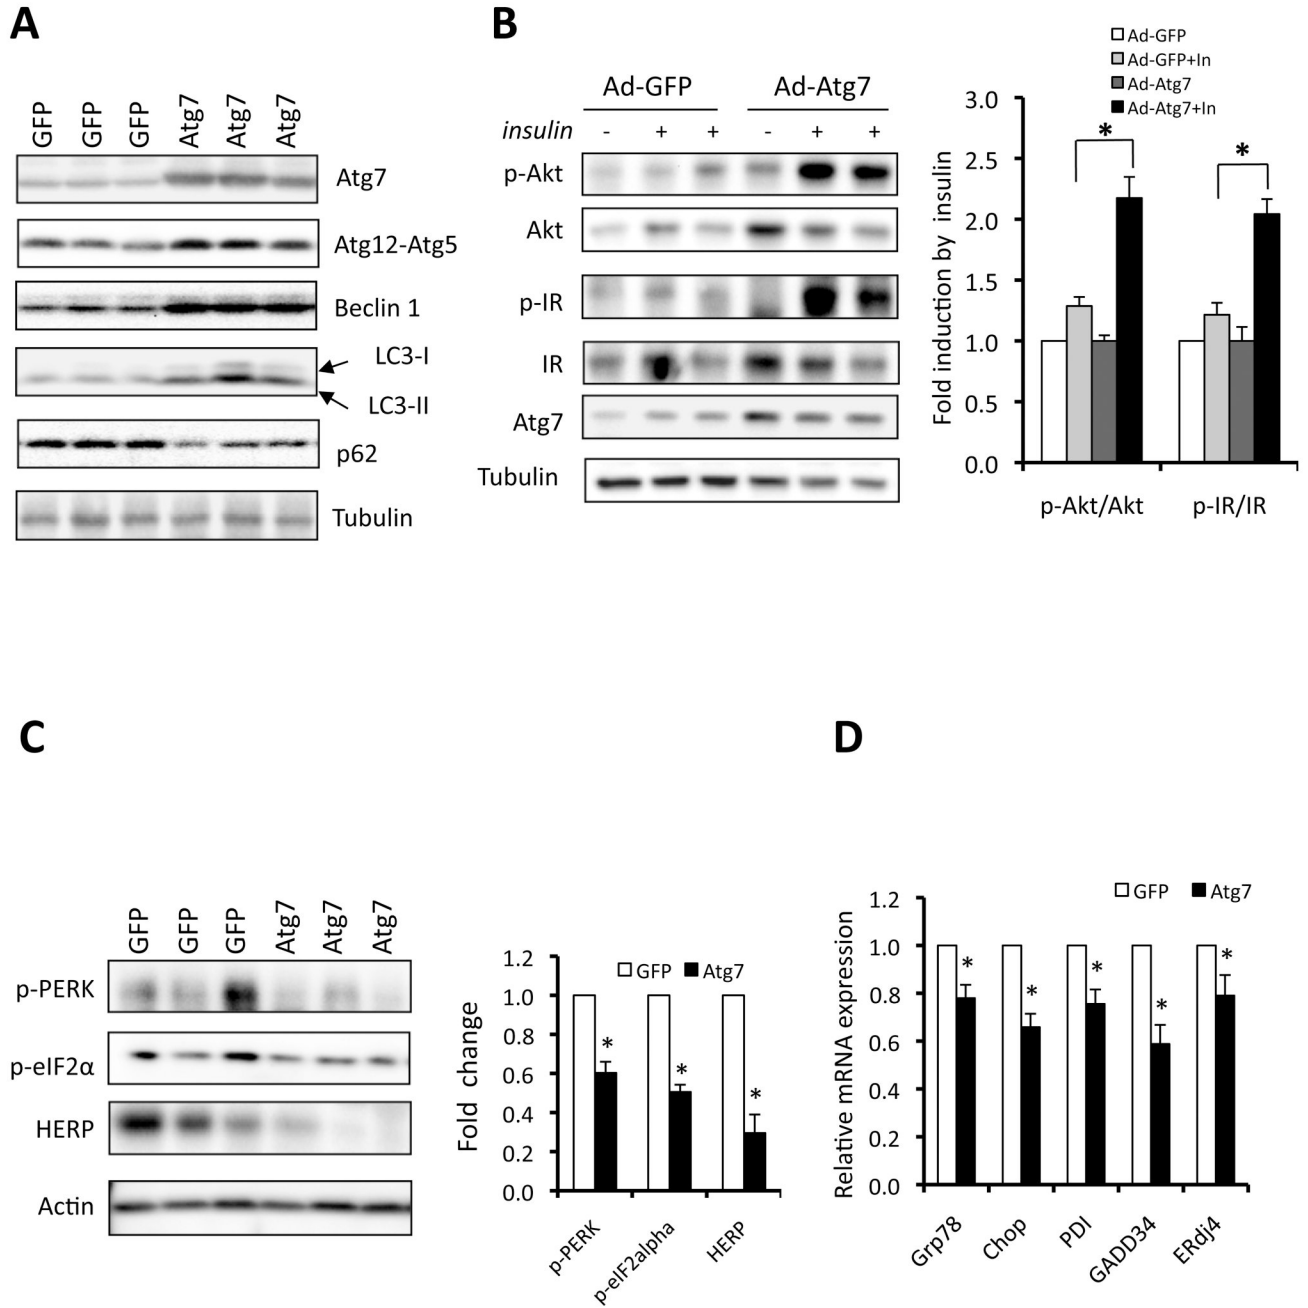 A
GFP GFP GFP Atg7 Atg7 Atg7
Atg7
Atg12-Atg5
Beclin 1
LC3-I
LC3-II
p62
Tubulin
B
Ad-GFP Ad-Atg7
insulin - + + - + +
p-Akt
Akt
p-IR
IR
Atg7
Tubulin
Ad-GFP
Ad-GFP+In
Ad-Atg7
Ad-Atg7+In
Fold induction by insulin
3.0
2.5
2.0
1.5
1.0
0.5
0.0
* *
p-Akt/Akt p-IR/IR
C
GFP GFP GFP Atg7 Atg7 Atg7
p-PERK
p-eIF2α
HERP
Actin
GFP Atg7
Fold change
1.2
1.0
0.8
0.6
0.4
0.2
0.0
* * *
p-PERK p-eIF2alpha HERP
D
GFP Atg7
Relative mRNA expression
1.2
1.0
0.8
0.6
0.4
0.2
0.0
* * * * *
Grp78 Chop PDI GADD34 ERdj4